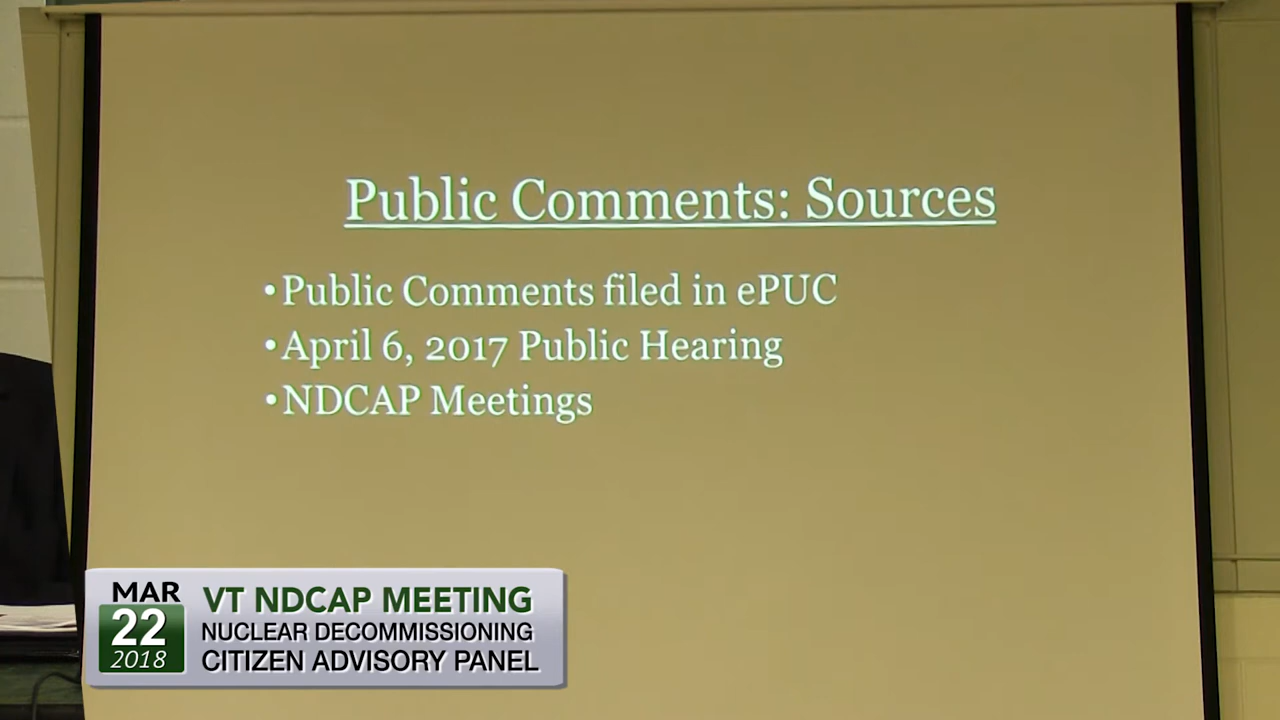 Public Comments: Sources
•Public Comments filed in ePUC
•April 6, 2017 Public Hearing
•NDCAP Meetings
MAR
22
2018
VT NDCAP MEETING
NUCLEAR DECOMMISSIONING
CITIZEN ADVISORY PANEL